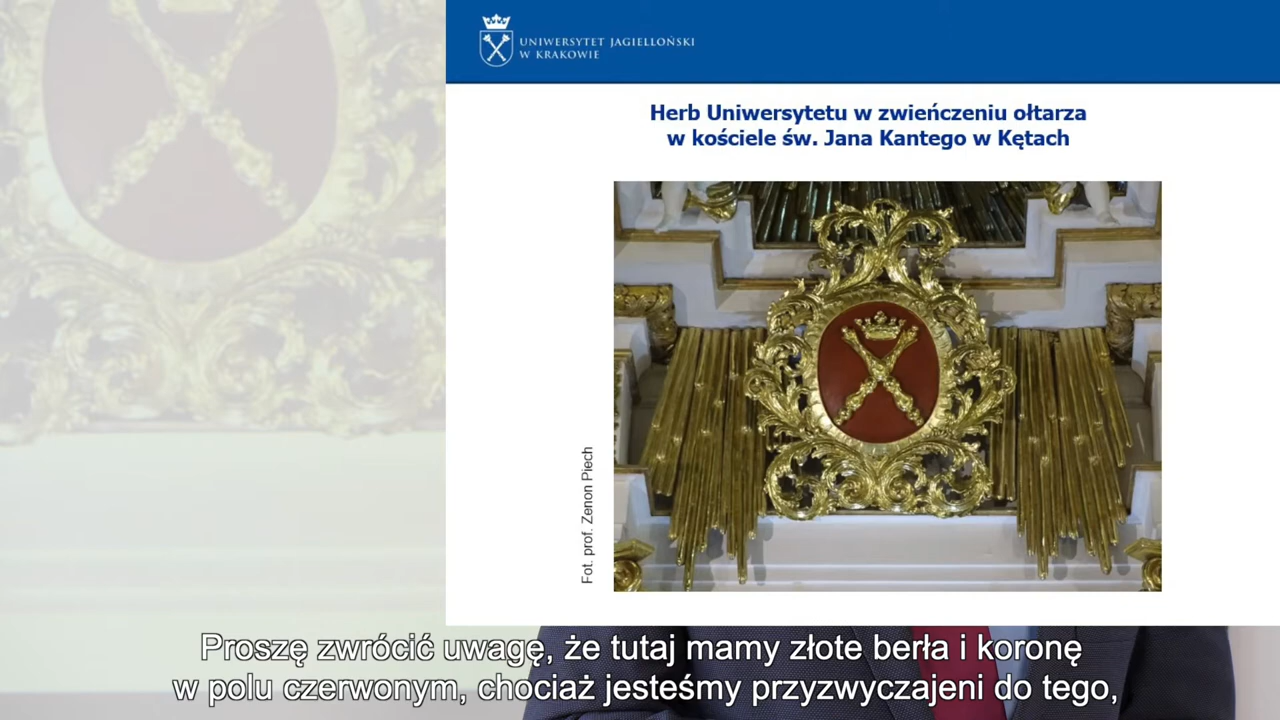 UNIWERSYTET JAGIELLOŃSKI
W KRAKOWIE
Herb Uniwersytetu w zwieńczeniu ołtarza
w kościele św. Jana Kantego w Kętach
Fot. prof. Zenon Piech
Proszę zwrócić uwagę, że tutaj mamy złote berła i koronę
w polu czerwonym, chociaż jesteśmy przyzwyczajeni do tego,